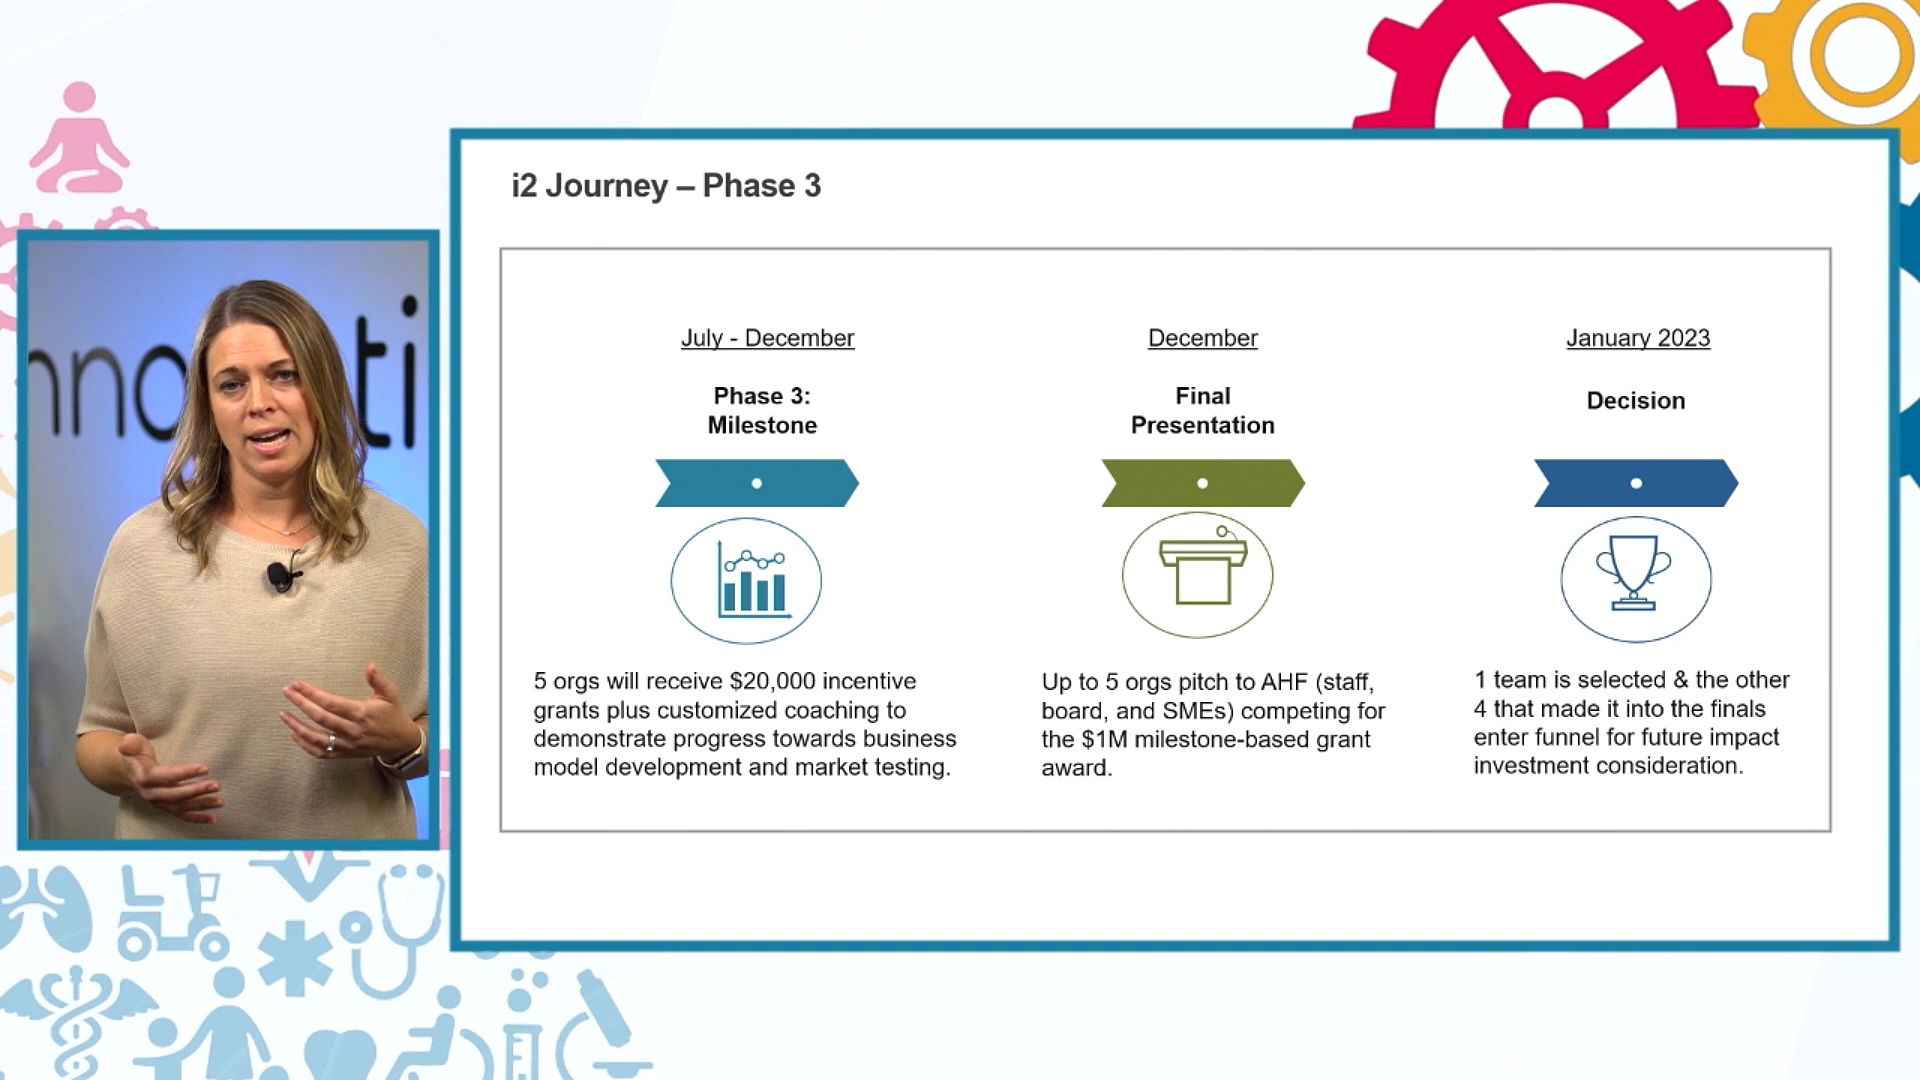 i2 Journey – Phase 3
nno ti
July - December
Phase 3:
Milestone
5 orgs will receive $20,000 incentive
grants plus customized coaching to
demonstrate progress towards business
model development and market testing.
December
Final
Presentation
Up to 5 orgs pitch to AHF (staff,
board, and SMEs) competing for
the $1M milestone-based grant
award.
January 2023
Decision
1 team is selected & the other
4 that made it into the finals
enter funnel for future impact
investment consideration.